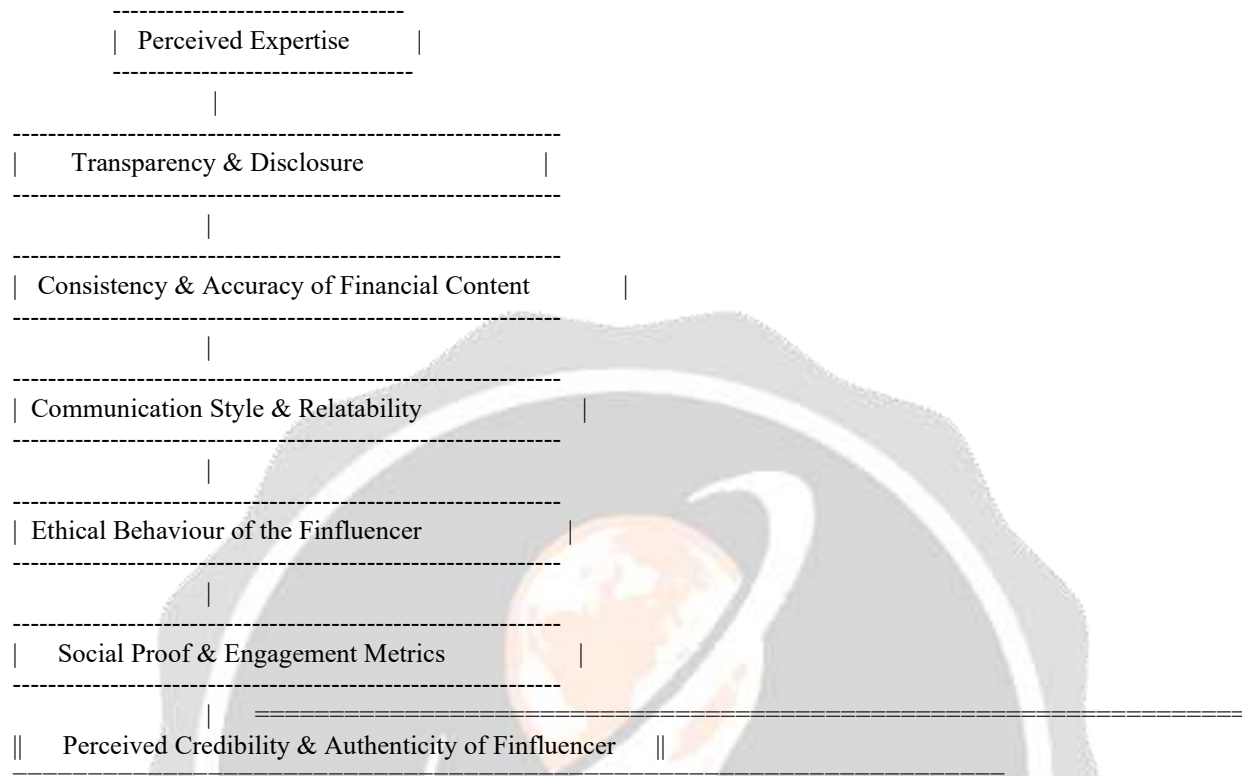 Perceived Expertise
Transparency & Disclosure
Consistency & Accuracy of Financial Content
Communication Style & Relatability
Ethical Behaviour of the Finfluencer
Social Proof & Engagement Metrics
Perceived Credibility & Authenticity of Finfluencer